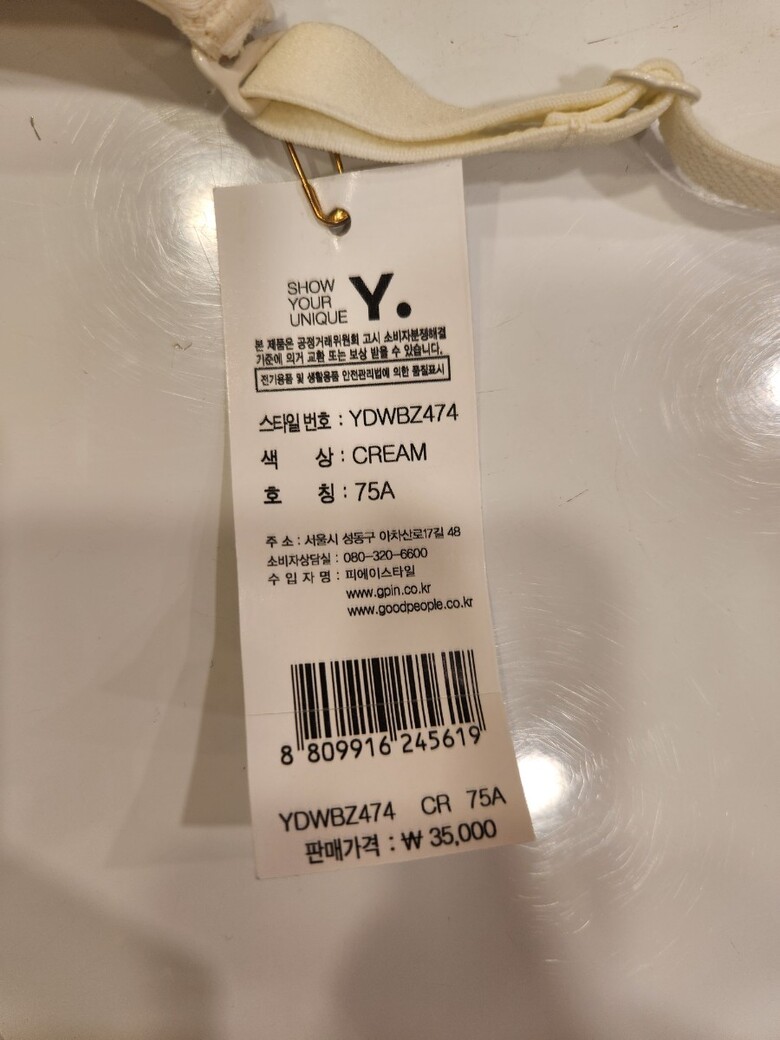 SHOW
YOUR
UNIQUE
Y.
본 제품은 공정거래위원회 고시 소비자분쟁해결
기준에 의거 교환 또는 보상 받을 수 있습니다.
전기용품 및 생활용품 안전관리법에 의한 품질표시
스타일 번호 : YDWBZ474
색 상 : CREAM
호 칭 : 75A
주 소 : 서울시 성동구 아차산로17길 48
소비자상담실 : 080-320-6600
수 입 자 명 : 피에이스타일
www.gpin.co.kr
www.goodpeople.co.kr
8 809916 245619
YDWBZ474 CR 75A
판매가격 : ₩ 35,000